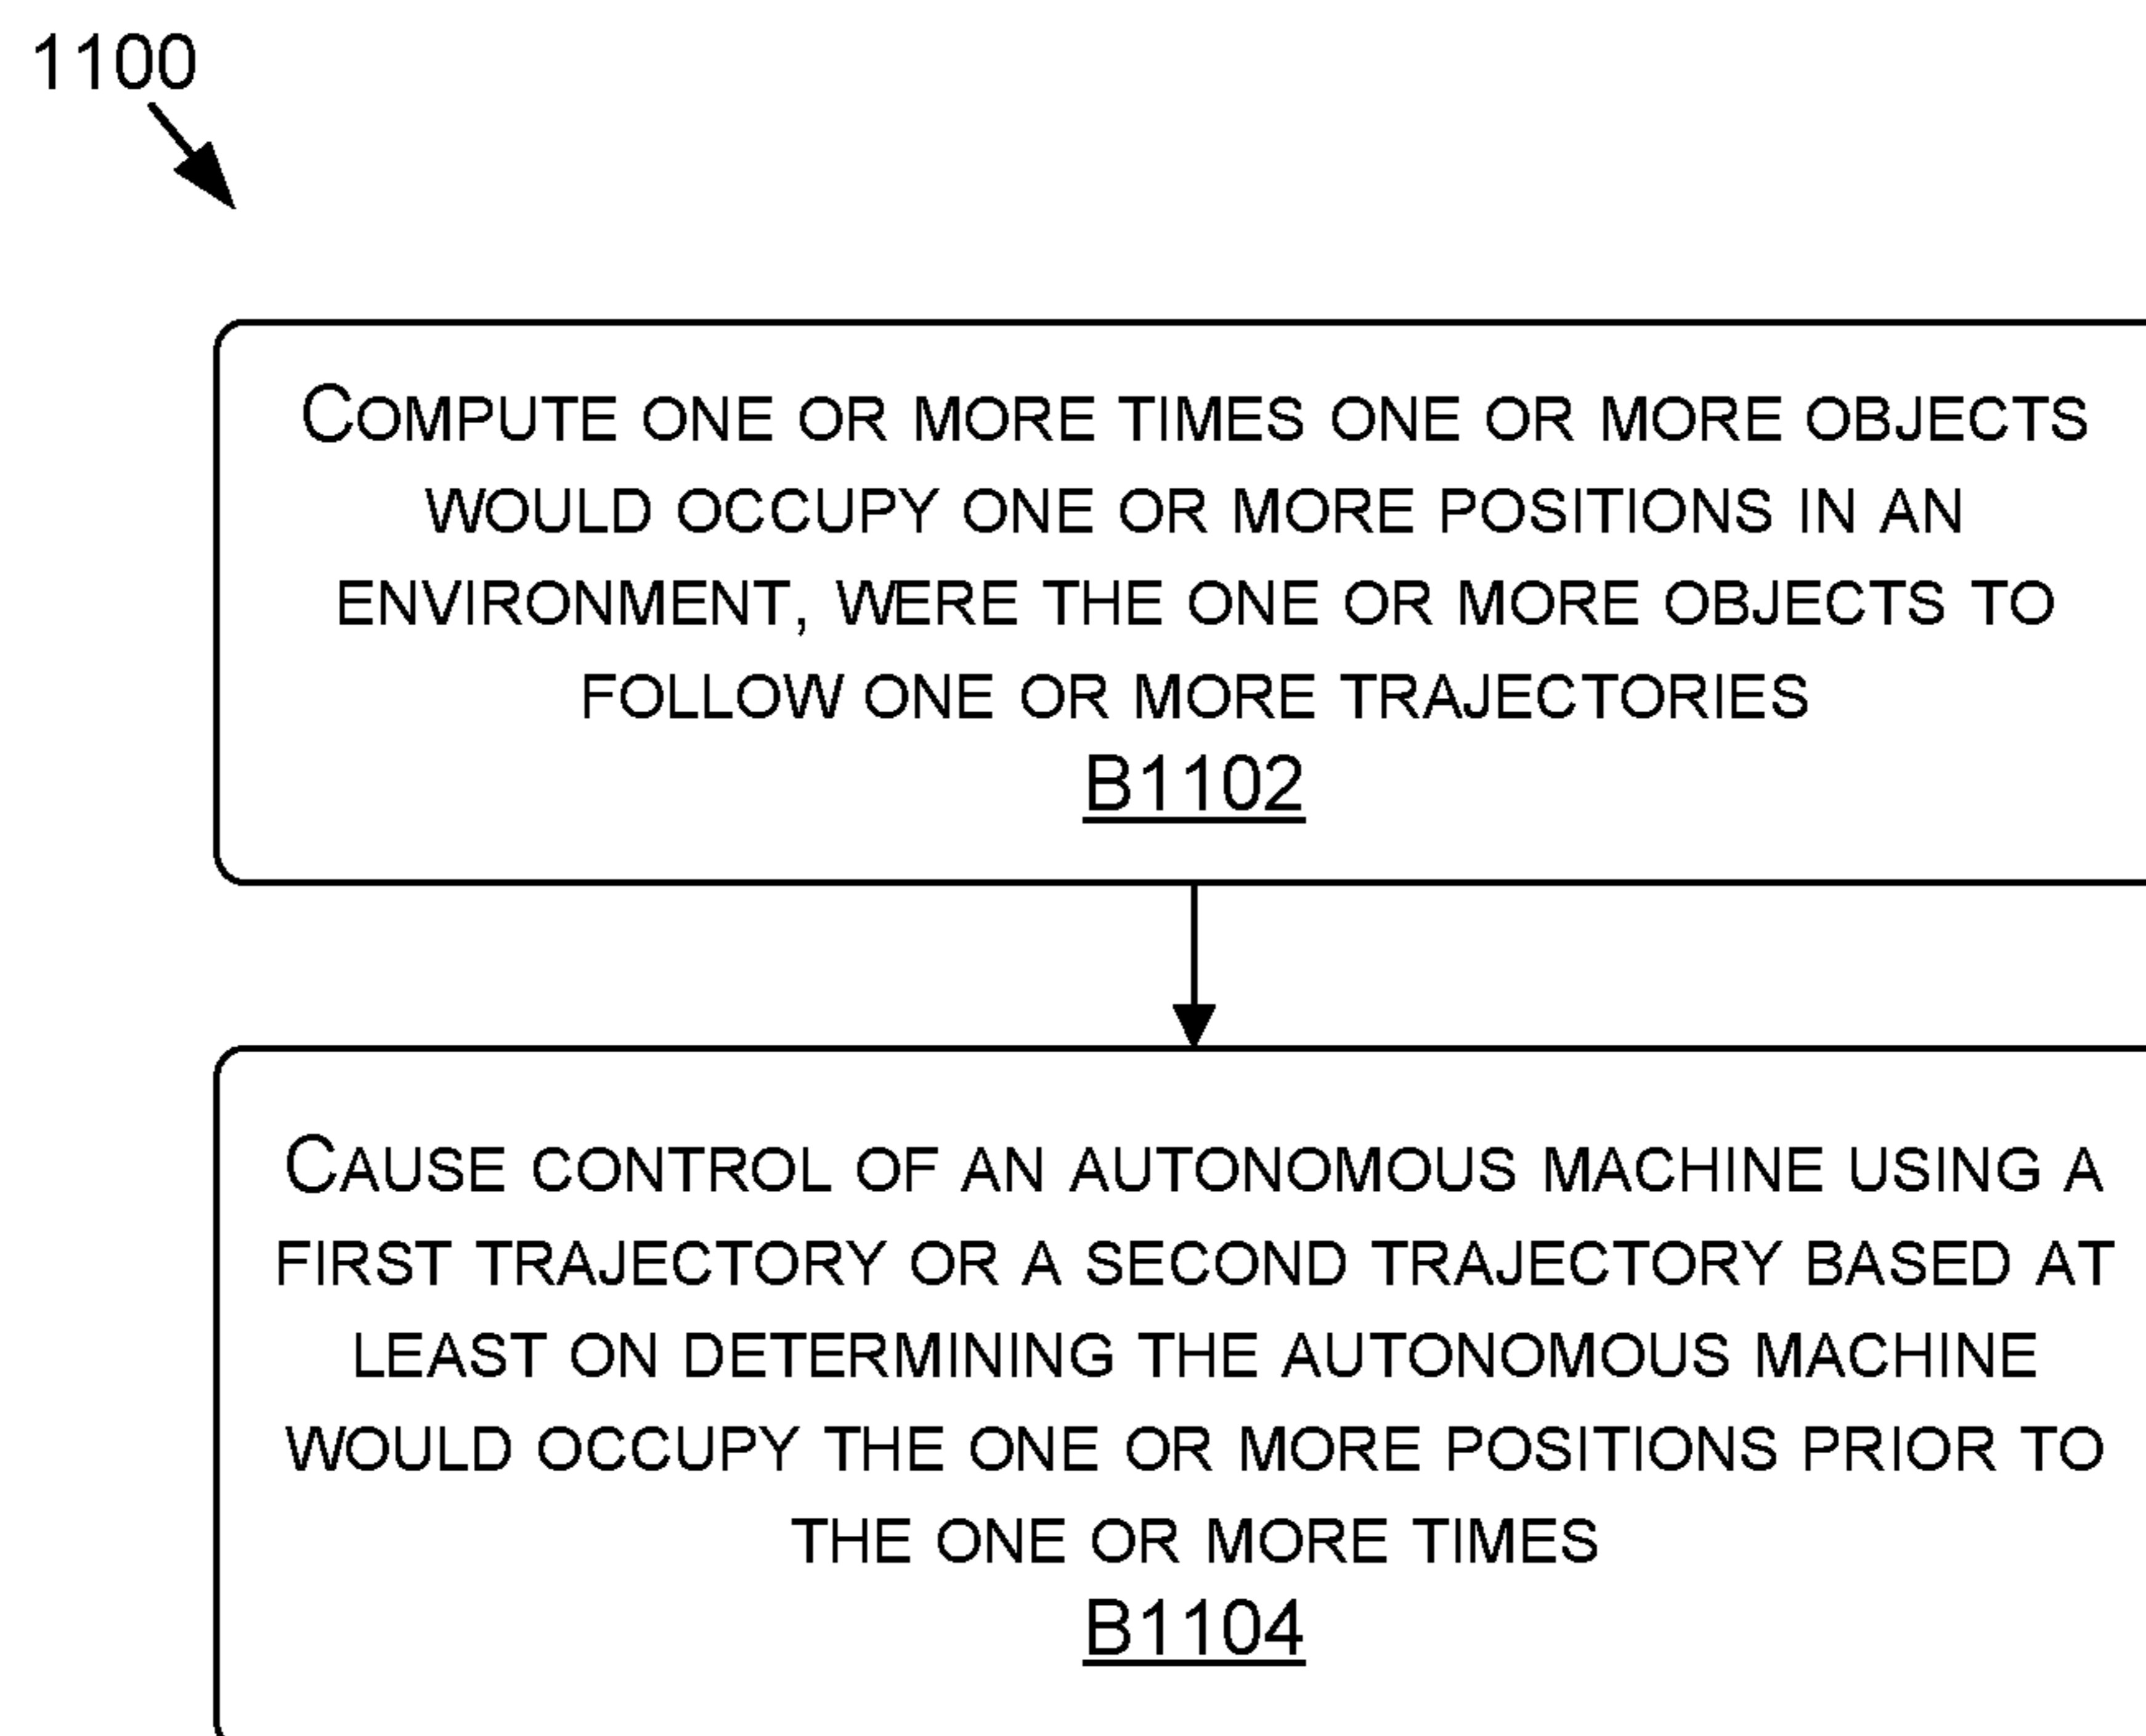 1100
COMPUTE ONE OR MORE TIMES ONE OR MORE OBJECTS
WOULD OCCUPY ONE OR MORE POSITIONS IN AN
ENVIRONMENT, WERE THE ONE OR MORE OBJECTS TO
FOLLOW ONE OR MORE TRAJECTORIES
B1102
CAUSE CONTROL OF AN AUTONOMOUS MACHINE USING A
FIRST TRAJECTORY OR A SECOND TRAJECTORY BASED AT
LEAST ON DETERMINING THE AUTONOMOUS MACHINE
WOULD OCCUPY THE ONE OR MORE POSITIONS PRIOR TO
THE ONE OR MORE TIMES
B1104